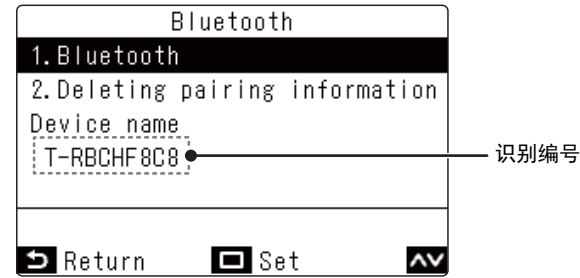 Bluetooth
1.Bluetooth
2.Deleting pairing information
Device name
T-RBCHF8C8
识别编号
Return Set